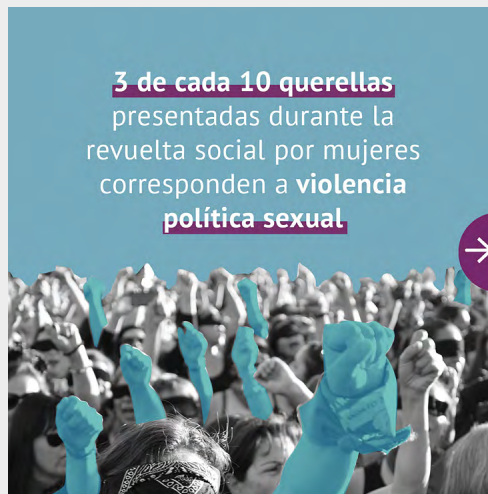 3 de cada 10 querellas
presentadas durante la
revuelta social por mujeres
corresponden a violencia
política sexual